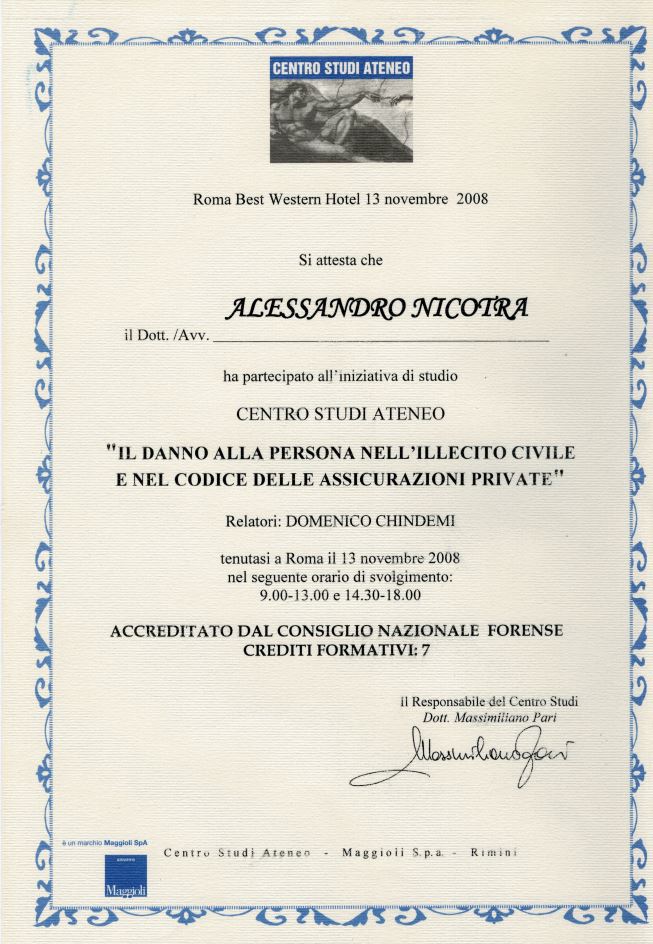 CENTRO STUDI ATENEO
Roma Best Western Hotel 13 novembre 2008
Si attesta che
ALESSANDRO NICOTRA
il Dott. /Avv.
ha partecipato all'iniziativa di studio
CENTRO STUDI ATENEO
"IL DANNO ALLA PERSONA NELL'ILLECITO CIVILE
E NEL CODICE DELLE ASSICURAZIONI PRIVATE"
Relatori: DOMENICO CHINDEMI
tenutasi a Roma il 13 novembre 2008
nel seguente orario di svolgimento:
9.00-13.00 e 14.30-18.00
ACCREDITATO DAL CONSIGLIO NAZIONALE FORENSE
CREDITI FORMATIVI: 7
il Responsabile del Centro Studi
Dott. Massimiliano Pari
Massimiliano Pari
è un marchio Maggioli SpA
GRUPPO
Maggioli
Centro Studi Ateneo - Maggioli S.p.a. - Rimini